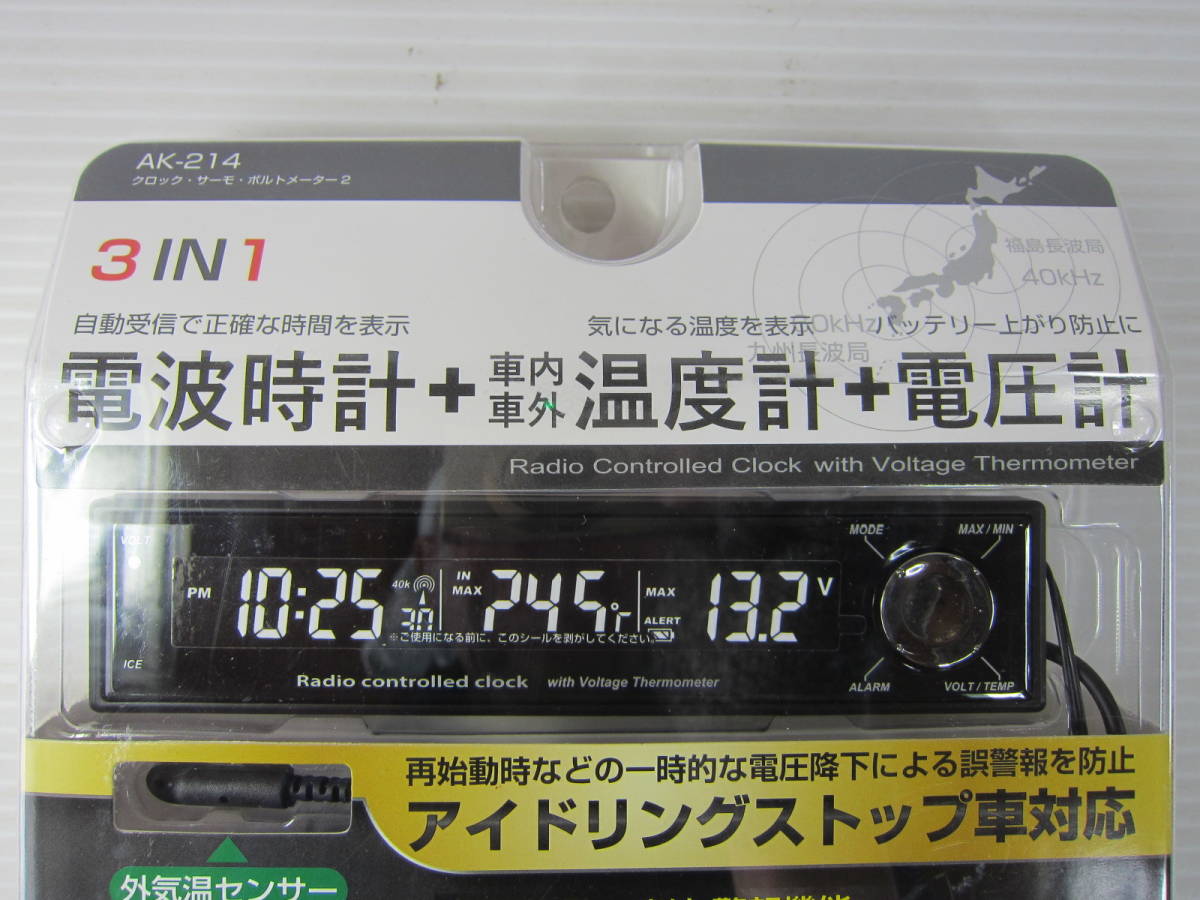 AK-214
クロック・サーモ・ボルトメーター2
3 IN 1
福島長波局
40kHz
自動受信で正確な時間を表示
気になる温度を表示
バッテリー上がり防止に
九州長波局
電波時計+車内車外温度計+電圧計
Radio Controlled Clock with Voltage Thermometer
VOLT
ICE
PM 10:25
40k
30
IN
MAX
24.5℃
MAX
ALERT
13.2V
※ご使用になる前に、このシールを剥がしてください。
Radio controlled clock with Voltage Thermometer
MODE
MAX / MIN
ALARM
VOLT / TEMP
再始動時などの一時的な電圧降下による誤警報を防止
アイドリングストップ車対応
外気温センサー